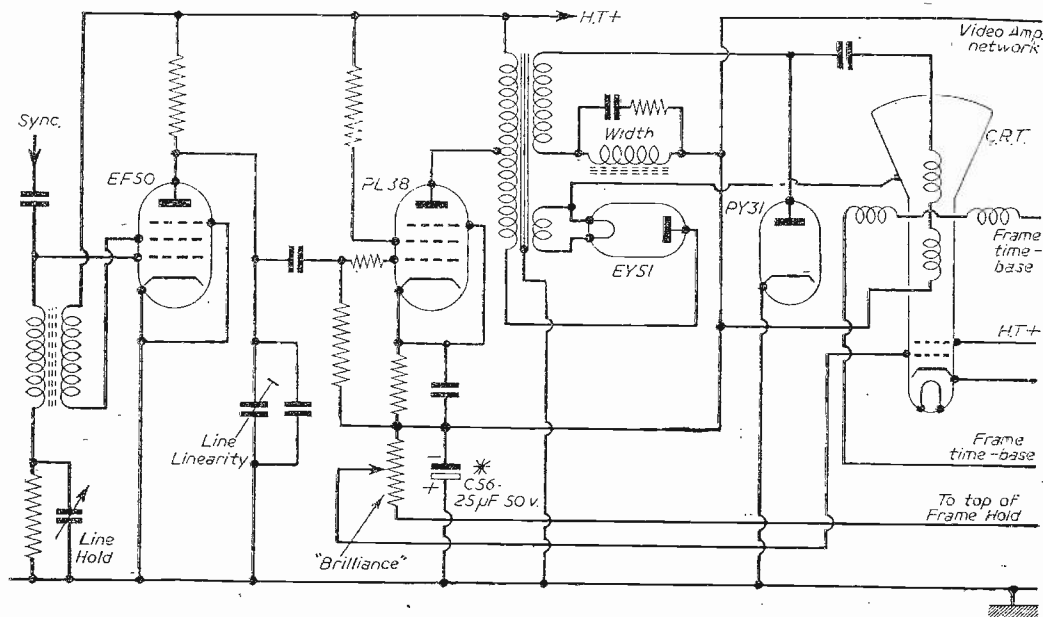 H.T.+
Video Amp.
network
Sync.
Width
C.R.T.
EF50
PL38
PY31
EY51
Frame
time-
base
H.T.+
Line
Linearity
-
+
*
C56-
25μF 50v.
Frame
time-base
To top of
Frame Hold
Line
Hold
"Brilliance"